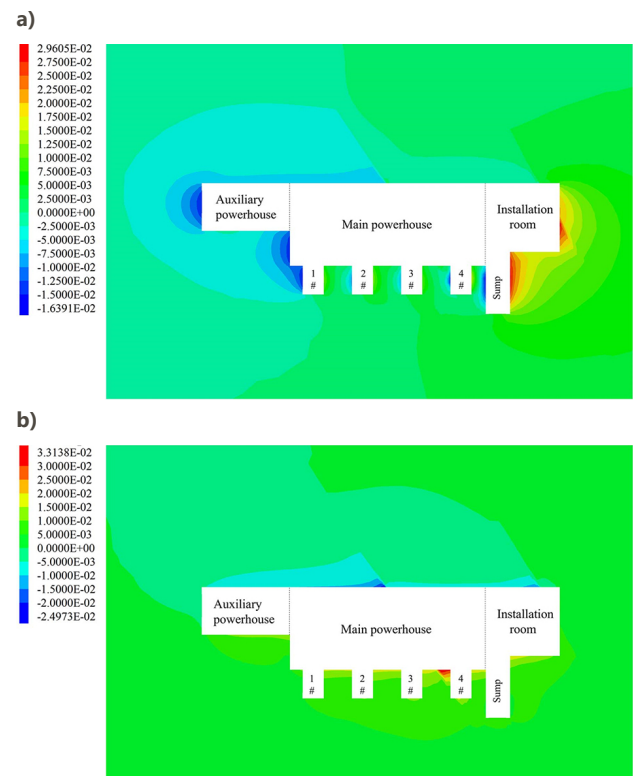 a)
2.9605E-02
2.7500E-02
2.5000E-02
2.2500E-02
2.0000E-02
1.7500E-02
1.5000E-02
1.2500E-02
1.0000E-02
7.5000E-03
5.0000E-03
2.5000E-03
0.0000E+00
-2.5000E-03
-5.0000E-03
-7.5000E-03
-1.0000E-02
-1.2500E-02
-1.5000E-02
-1.6391E-02
Auxiliary
powerhouse
Main powerhouse
Installation
room
1
#
2
#
3
#
4
#
Sump
b)
3.3138E-02
3.0000E-02
2.5000E-02
2.0000E-02
1.5000E-02
1.0000E-02
5.0000E-03
0.0000E+00
-5.0000E-03
-1.0000E-02
-1.5000E-02
-2.0000E-02
-2.4973E-02
Auxiliary
powerhouse
Main powerhouse
Installation
room
1
#
2
#
3
#
4
#
Sump